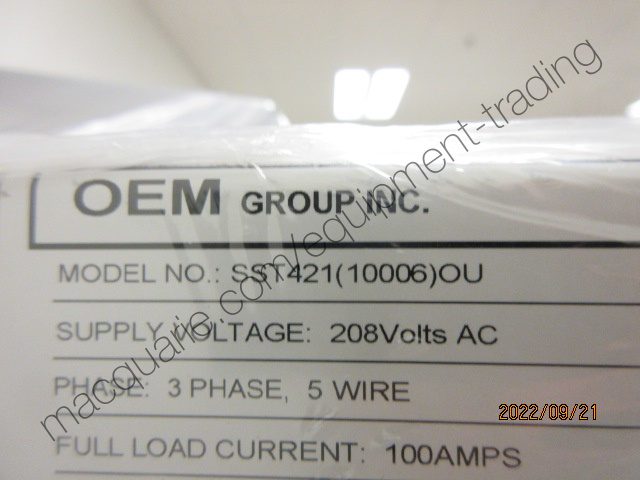 OEM GROUP INC.
MODEL NO.: SST421(10006)OU
SUPPLY VOLTAGE: 208Volts AC
PHASE: 3 PHASE, 5 WIRE
FULL LOAD CURRENT: 100AMPS
2022/09/21
macquarie.com/equipment-trading